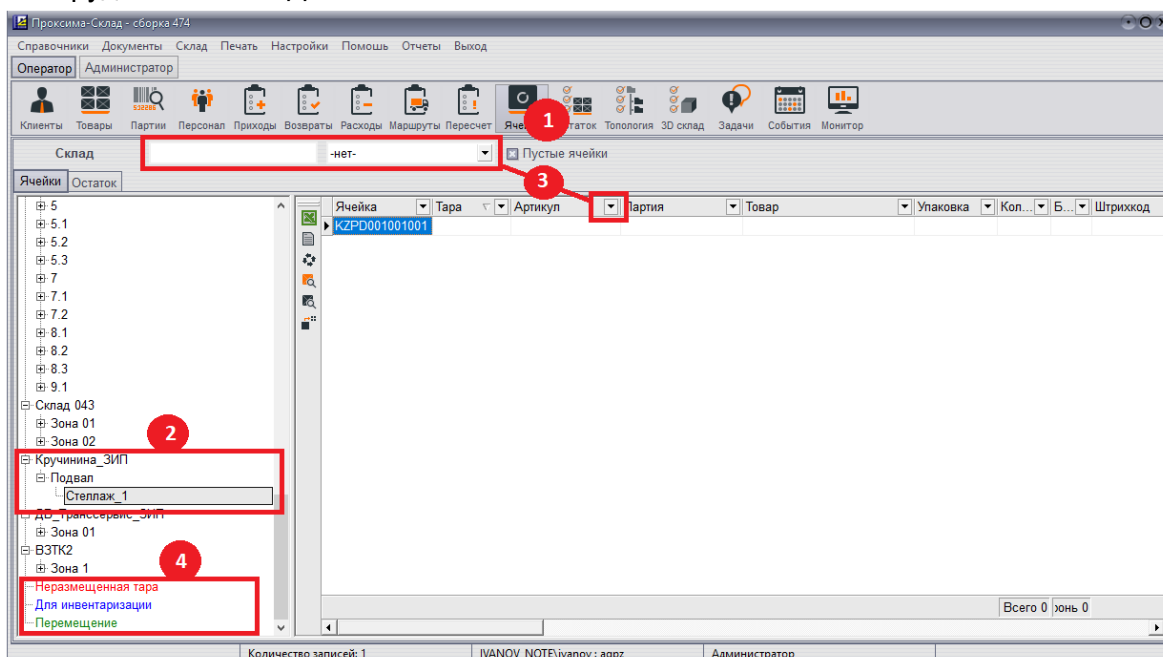 Проксима-Склад - сборка 474
Справочники Документы Склад Печать Настройки Помошь Отчеты Выход
Оператор Администратор
Клиенты Товары Партии Персонал Приходы Возвраты Расходы Маршруты Пересчет Топология 3D склад Задачи События Монитор
1
Склад -нет- Пустые ячейки
3
Ячейки Остаток
Ячейка Тара Артикул Партия Товар Упаковка Кол... Б... Штрихкод
KZPD001001001
5
5.1
5.2
5.3
7
7.1
7.2
8.1
8.2
8.3
9.1
Склад 043
Зона 01
Зона 02
2
Кручинина_ЗИП
Подвал
Стеллаж_1
ДВ_Транссервис_ЗИП
Зона 01
ВЗТК2
Зона 1
4
Неразмещенная тара
Для инвентаризации
Перемещение
Всего 0 онь 0
Количество записей: 1 IVANOV_NOTE\ivanov : agpz Администратор